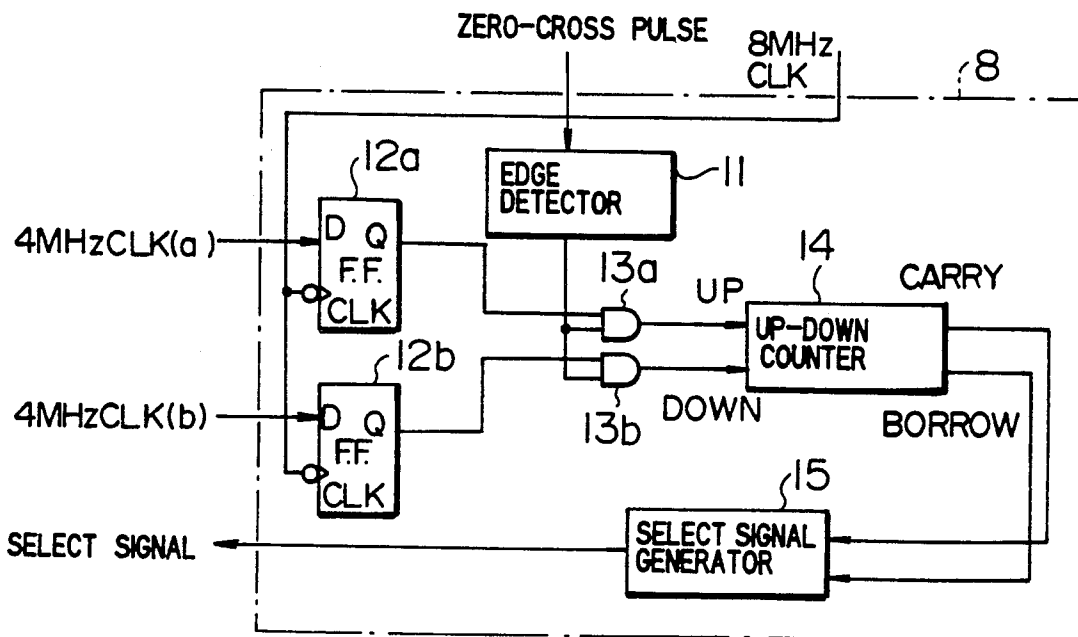 ZERO-CROSS PULSE
8MHz
CLK
8
12a
EDGE
DETECTOR
11
4MHzCLK(a)
D Q
F.F.
CLK
13a
UP
14
CARRY
UP-DOWN
COUNTER
12b
4MHzCLK(b)
D Q
F.F.
CLK
13b
DOWN
BORROW
15
SELECT SIGNAL
SELECT SIGNAL
GENERATOR